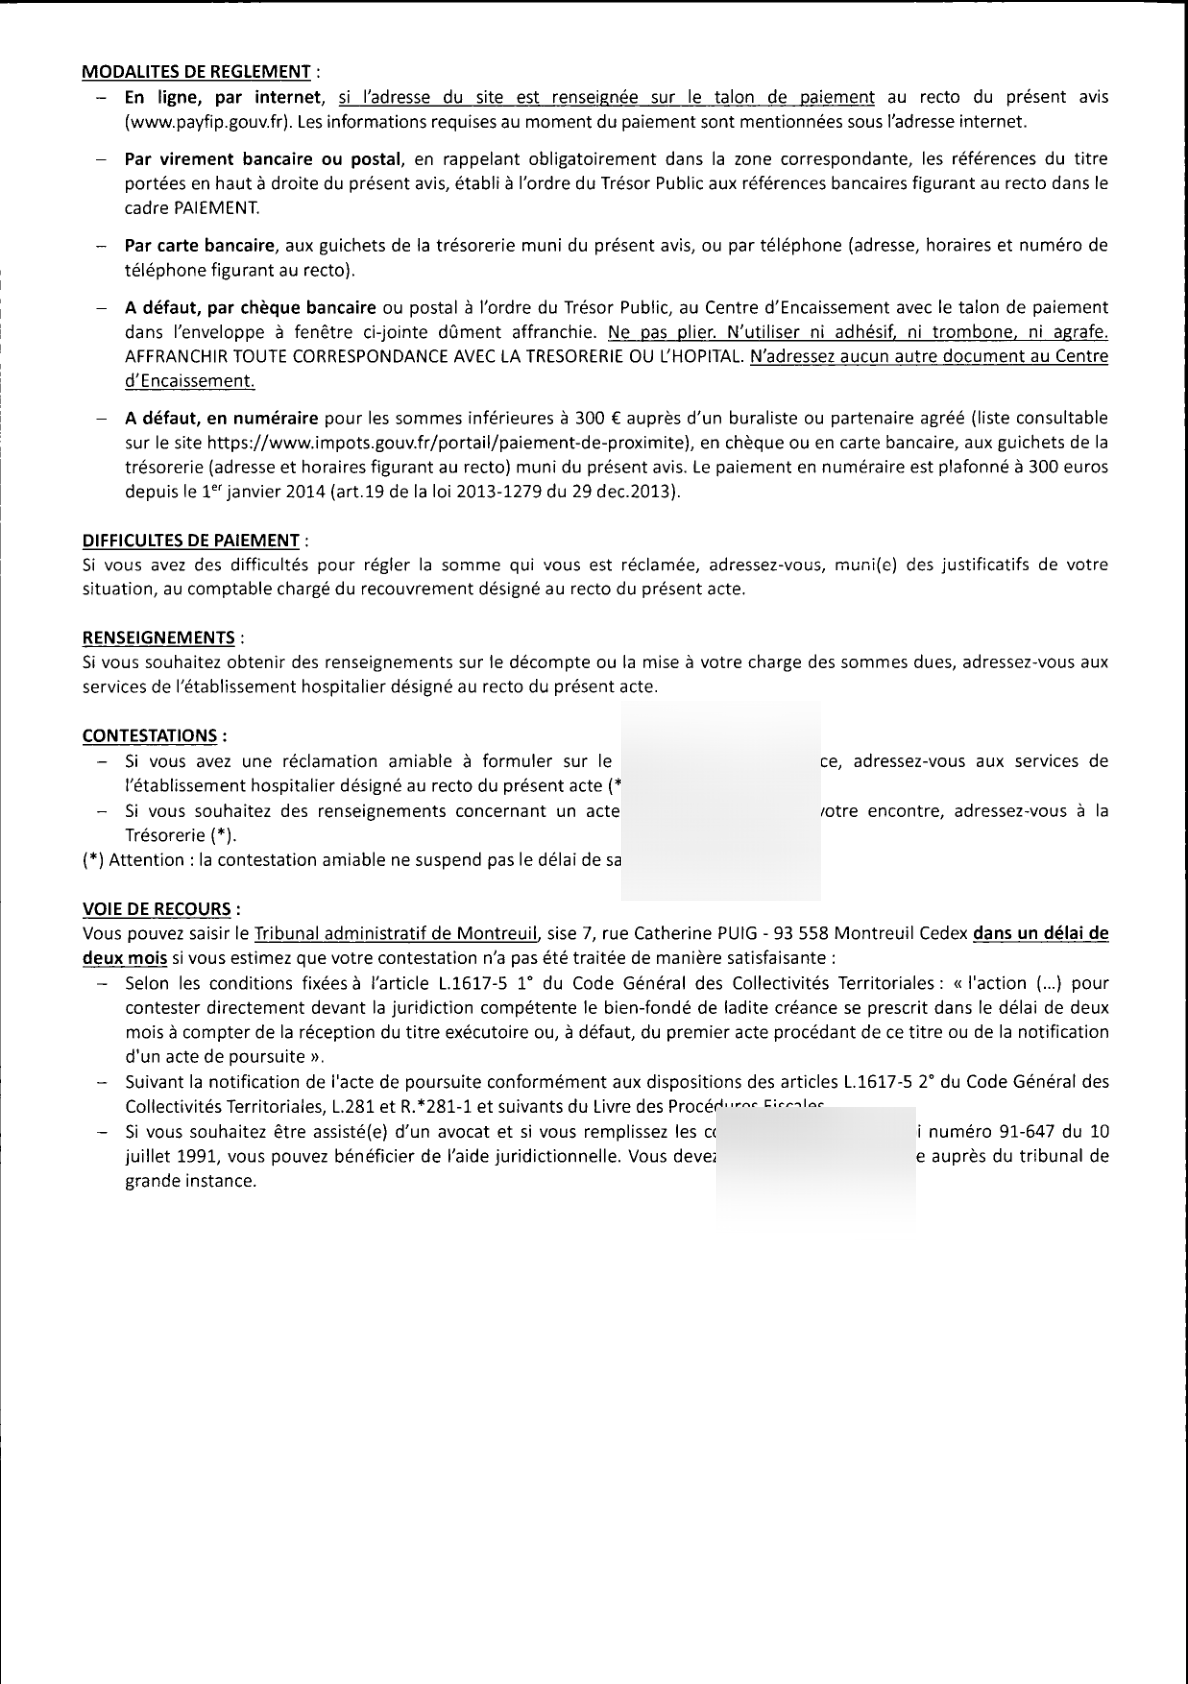 MODALITES DE REGLEMENT :
– En ligne, par internet, si l'adresse du site est renseignée sur le talon de paiement au recto du présent avis
(www.payfip.gouv.fr). Les informations requises au moment du paiement sont mentionnées sous l'adresse internet.
– Par virement bancaire ou postal, en rappelant obligatoirement dans la zone correspondante, les références du titre
portées en haut à droite du présent avis, établi à l'ordre du Trésor Public aux références bancaires figurant au recto dans le
cadre PAIEMENT.
– Par carte bancaire, aux guichets de la trésorerie muni du présent avis, ou par téléphone (adresse, horaires et numéro de
téléphone figurant au recto).
– A défaut, par chèque bancaire ou postal à l'ordre du Trésor Public, au Centre d'Encaissement avec le talon de paiement
dans l'enveloppe à fenêtre ci-jointe dûment affranchie. Ne pas plier. N'utiliser ni adhésif, ni trombone, ni agrafe.
AFFRANCHIR TOUTE CORRESPONDANCE AVEC LA TRESORERIE OU L'HOPITAL. N'adressez aucun autre document au Centre
d'Encaissement.
– A défaut, en numéraire pour les sommes inférieures à 300 € auprès d'un buraliste ou partenaire agréé (liste consultable
sur le site https://www.impots.gouv.fr/portail/paiement-de-proximite), en chèque ou en carte bancaire, aux guichets de la
trésorerie (adresse et horaires figurant au recto) muni du présent avis. Le paiement en numéraire est plafonné à 300 euros
depuis le 1er janvier 2014 (art.19 de la loi 2013-1279 du 29 dec.2013).
DIFFICULTES DE PAIEMENT :
Si vous avez des difficultés pour régler la somme qui vous est réclamée, adressez-vous, muni(e) des justificatifs de votre
situation, au comptable chargé du recouvrement désigné au recto du présent acte.
RENSEIGNEMENTS :
Si vous souhaitez obtenir des renseignements sur le décompte ou la mise à votre charge des sommes dues, adressez-vous aux
services de l'établissement hospitalier désigné au recto du présent acte.
CONTESTATIONS :
– Si vous avez une réclamation amiable à formuler sur le ce, adressez-vous aux services de
l'établissement hospitalier désigné au recto du présent acte (*
– Si vous souhaitez des renseignements concernant un acte votre encontre, adressez-vous à la
Trésorerie (*).
(*) Attention : la contestation amiable ne suspend pas le délai de sa
VOIE DE RECOURS :
Vous pouvez saisir le Tribunal administratif de Montreuil, sise 7, rue Catherine PUIG - 93 558 Montreuil Cedex dans un délai de
deux mois si vous estimez que votre contestation n'a pas été traitée de manière satisfaisante :
– Selon les conditions fixées à l'article L.1617-5 1° du Code Général des Collectivités Territoriales : « l'action (...) pour
contester directement devant la juridiction compétente le bien-fondé de ladite créance se prescrit dans le délai de deux
mois à compter de la réception du titre exécutoire ou, à défaut, du premier acte procédant de ce titre ou de la notification
d'un acte de poursuite ».
– Suivant la notification de l'acte de poursuite conformément aux dispositions des articles L.1617-5 2° du Code Général des
Collectivités Territoriales, L.281 et R.*281-1 et suivants du Livre des Procédures Fiscales
– Si vous souhaitez être assisté(e) d'un avocat et si vous remplissez les co i numéro 91-647 du 10
juillet 1991, vous pouvez bénéficier de l'aide juridictionnelle. Vous devez e auprès du tribunal de
grande instance.